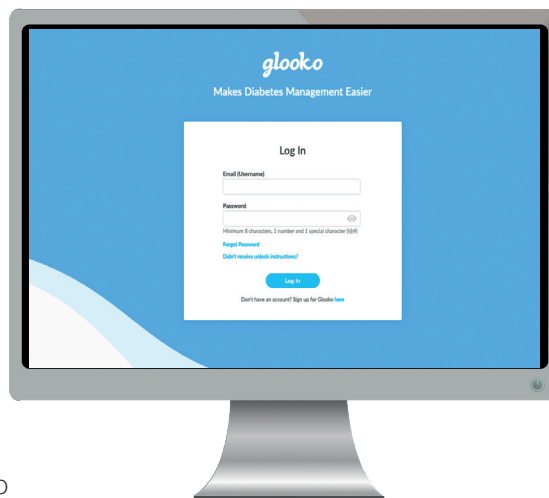 glooko
Makes Diabetes Management Easier
Log In
Email (Username)
Password
Minimum 8 characters, 1 number and 1 special character (!@#)
Forgot Password
Didn't receive unlock instructions?
Log In
Don't have an account? Sign up for Glooko here